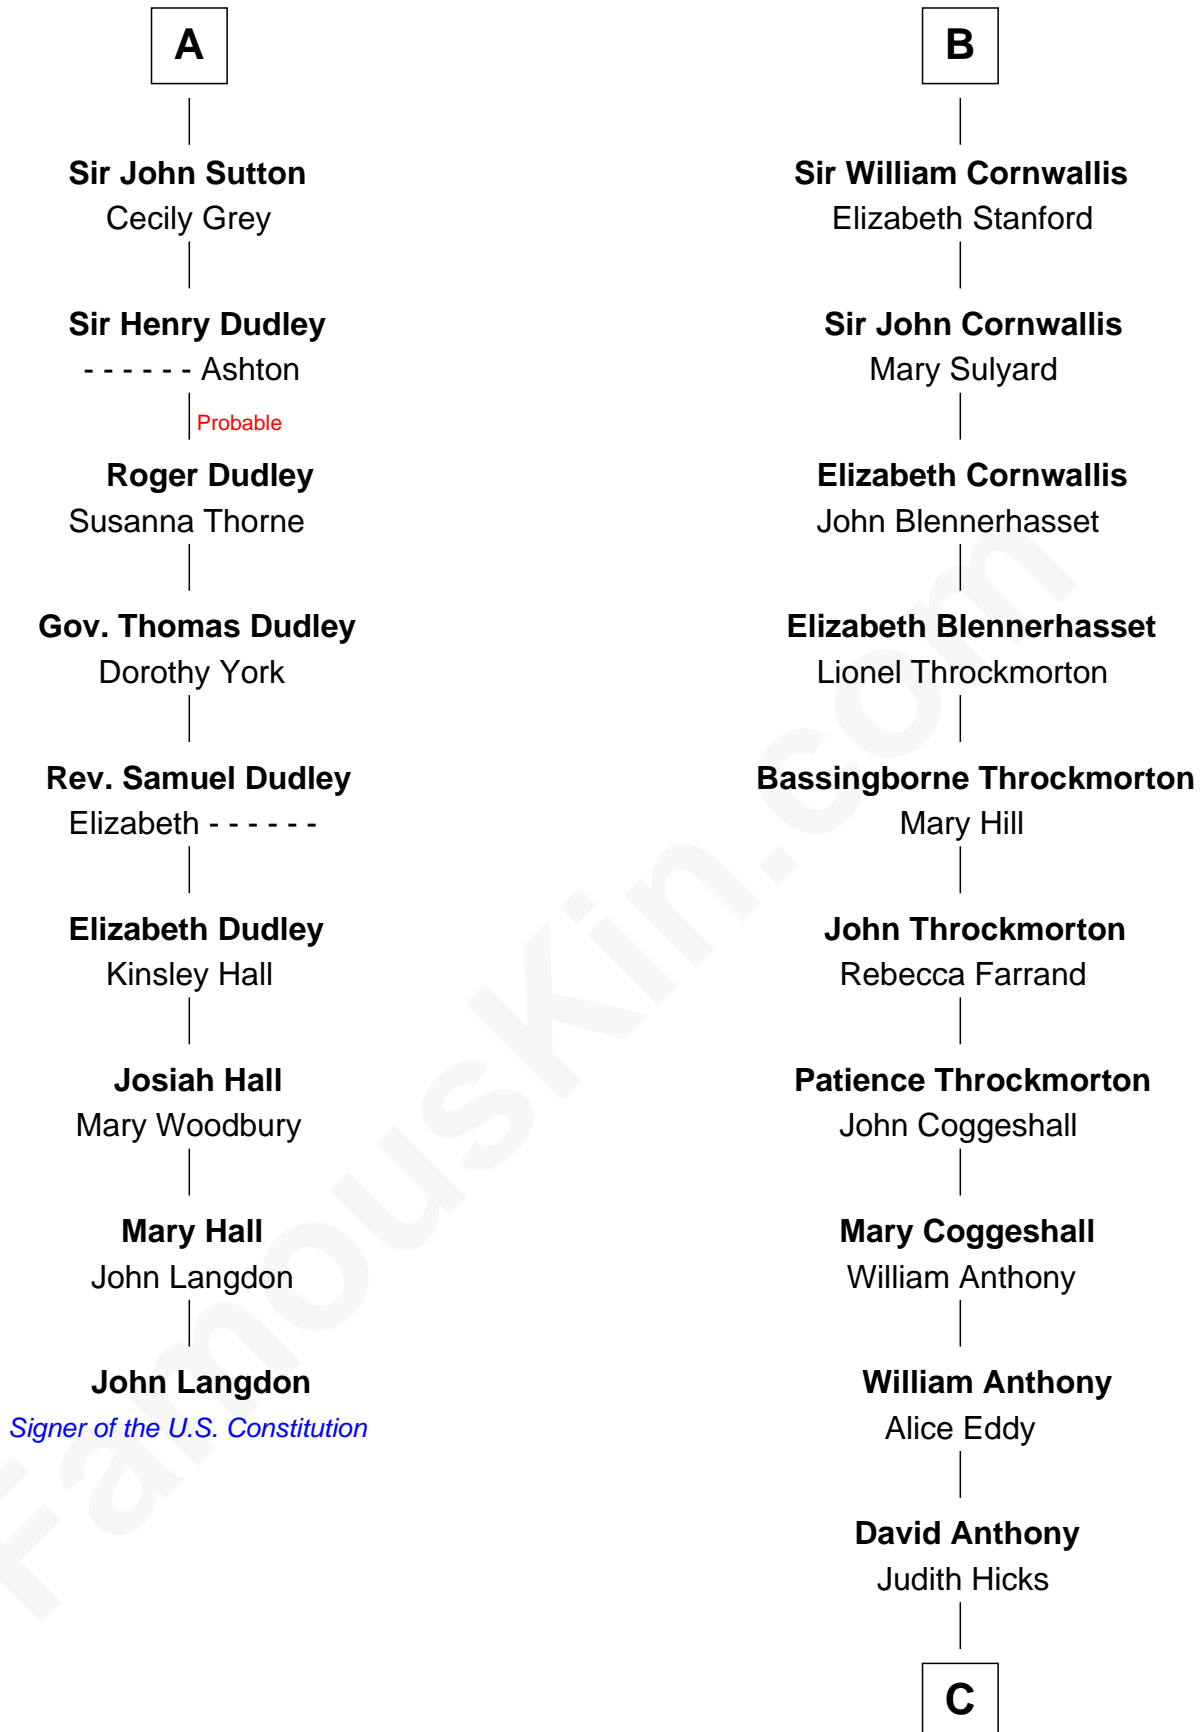 A
Sir John Sutton
Cecily Grey
Sir Henry Dudley
- - - - - - Ashton
Probable
Roger Dudley
Susanna Thorne
Gov. Thomas Dudley
Dorothy York
Rev. Samuel Dudley
Elizabeth - - - - - -
Elizabeth Dudley
Kinsley Hall
Josiah Hall
Mary Woodbury
Mary Hall
John Langdon
John Langdon
Signer of the U.S. Constitution
B
Sir William Cornwallis
Elizabeth Stanford
Sir John Cornwallis
Mary Sulyard
Elizabeth Cornwallis
John Blennerhasset
Elizabeth Blennerhasset
Lionel Throckmorton
Bassingborne Throckmorton
Mary Hill
John Throckmorton
Rebecca Farrand
Patience Throckmorton
John Coggeshall
Mary Coggeshall
William Anthony
William Anthony
Alice Eddy
David Anthony
Judith Hicks
C
FamousKin.com